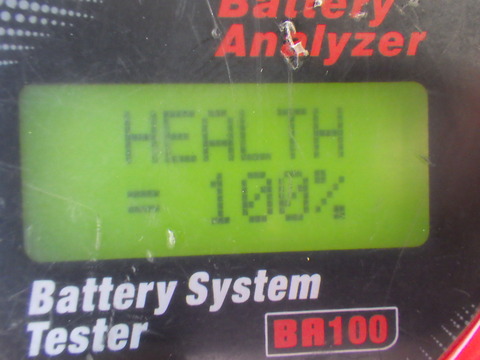 Battery
Analyzer
HEALTH
= 100%
Battery System
Tester
BR100